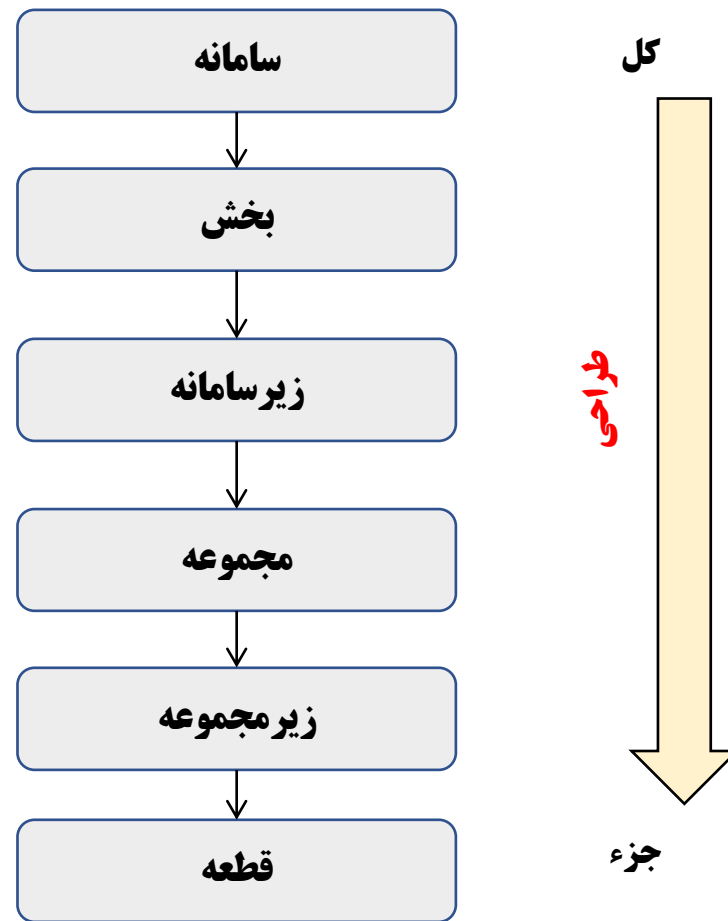 سامانه
کل
بخش
زیرسامانه
طراحی
مجموعه
زیرمجموعه
قطعه
جزء